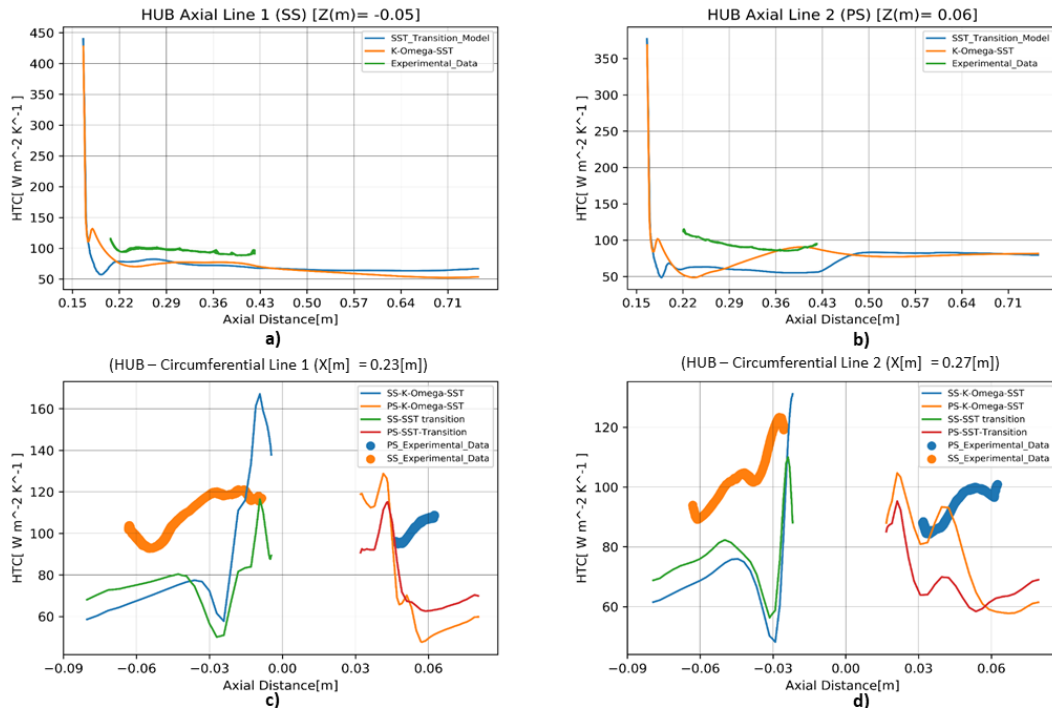 HUB Axial Line 1 (SS) [Z(m)= -0.05]
450
400
350
300
250
200
150
100
50
HTC[ W m^-2 K^-1 ]
SST_Transition_Model
K-Omega-SST
Experimental_Data
0.15 0.22 0.29 0.36 0.43 0.50 0.57 0.64 0.71
Axial Distance[m]
a)
HUB Axial Line 2 (PS) [Z(m)= 0.06]
350
300
250
200
150
100
50
HTC[ W m^-2 K^-1 ]
SST_Transition_Model
K-Omega-SST
Experimental_Data
0.15 0.22 0.29 0.36 0.43 0.50 0.57 0.64 0.71
Axial Distance[m]
b)
(HUB – Circumferential Line 1 (X[m] = 0.23[m])
160
140
120
100
80
60
HTC[ W m^-2 K^-1 ]
SS-K-Omega-SST
PS-K-Omega-SST
SS-SST transition
PS-SST-Transition
PS_Experimental_Data
SS_Experimental_Data
−0.09 −0.06 −0.03 0.00 0.03 0.06
Axial Distance[m]
c)
(HUB – Circumferential Line 2 (X[m] = 0.27[m])
120
100
80
60
HTC[ W m^-2 K^-1 ]
SS-K-Omega-SST
PS-K-Omega-SST
SS-SST transition
PS-SST-Transition
PS_Experimental_Data
SS_Experimental_Data
−0.09 −0.06 −0.03 0.00 0.03 0.06
Axial Distance[m]
d)